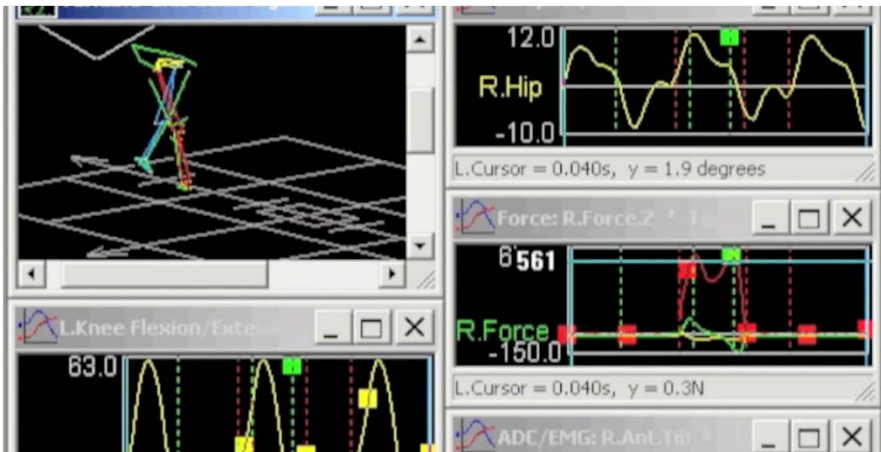 12.0
R.Hip
-10.0
L.Cursor = 0.040s, y = 1.9 degrees
Force: R.Force.Z
561
R.Force
-150.0
L.Cursor = 0.040s, y = 0.3N
L.Knee Flexion/Exte
63.0
ADC/EMG: R.Ant.Tib